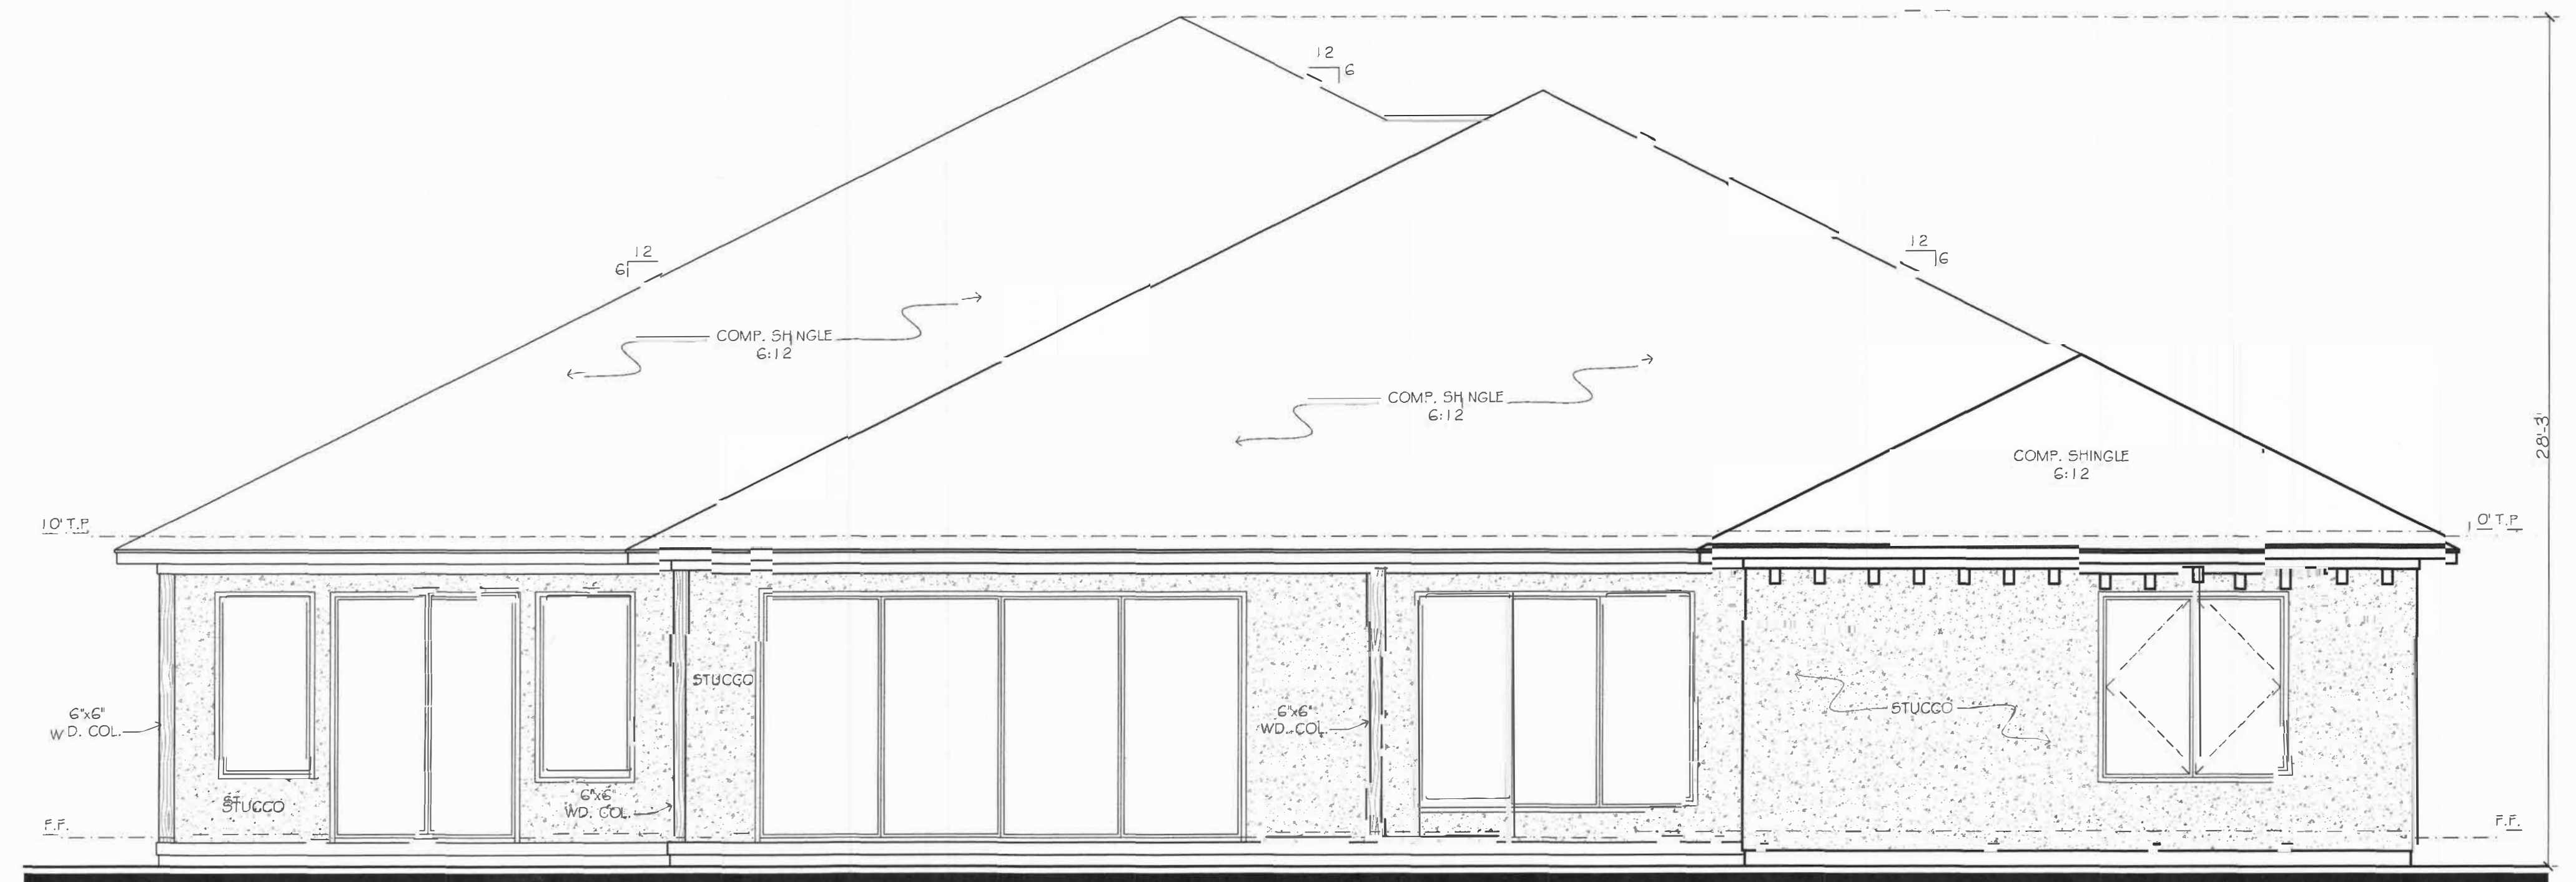 12
6
12
6
12
6
COMP. SHINGLE
6:12
COMP. SHINGLE
6:12
COMP. SHINGLE
6:12
28'-3"
10' T.P.
10' T.P.
STUCCO
6"x6"
WD. COL.
6"x6"
WD. COL.
STUCCO
STUCCO
6"x6"
WD. COL.
F.F.
F.F.